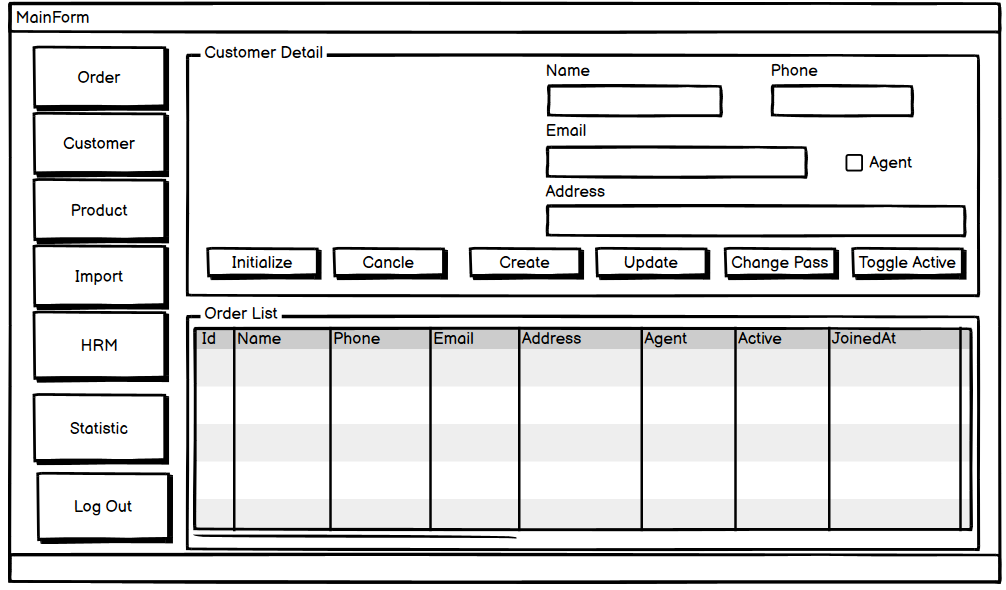 MainForm
Order
Customer
Product
Import
HRM
Statistic
Log Out
Customer Detail
Name Phone
Email
Agent
Address
Initialize Cancle Create Update Change Pass Toggle Active
Order List
Id Name Phone Email Address Agent Active JoinedAt